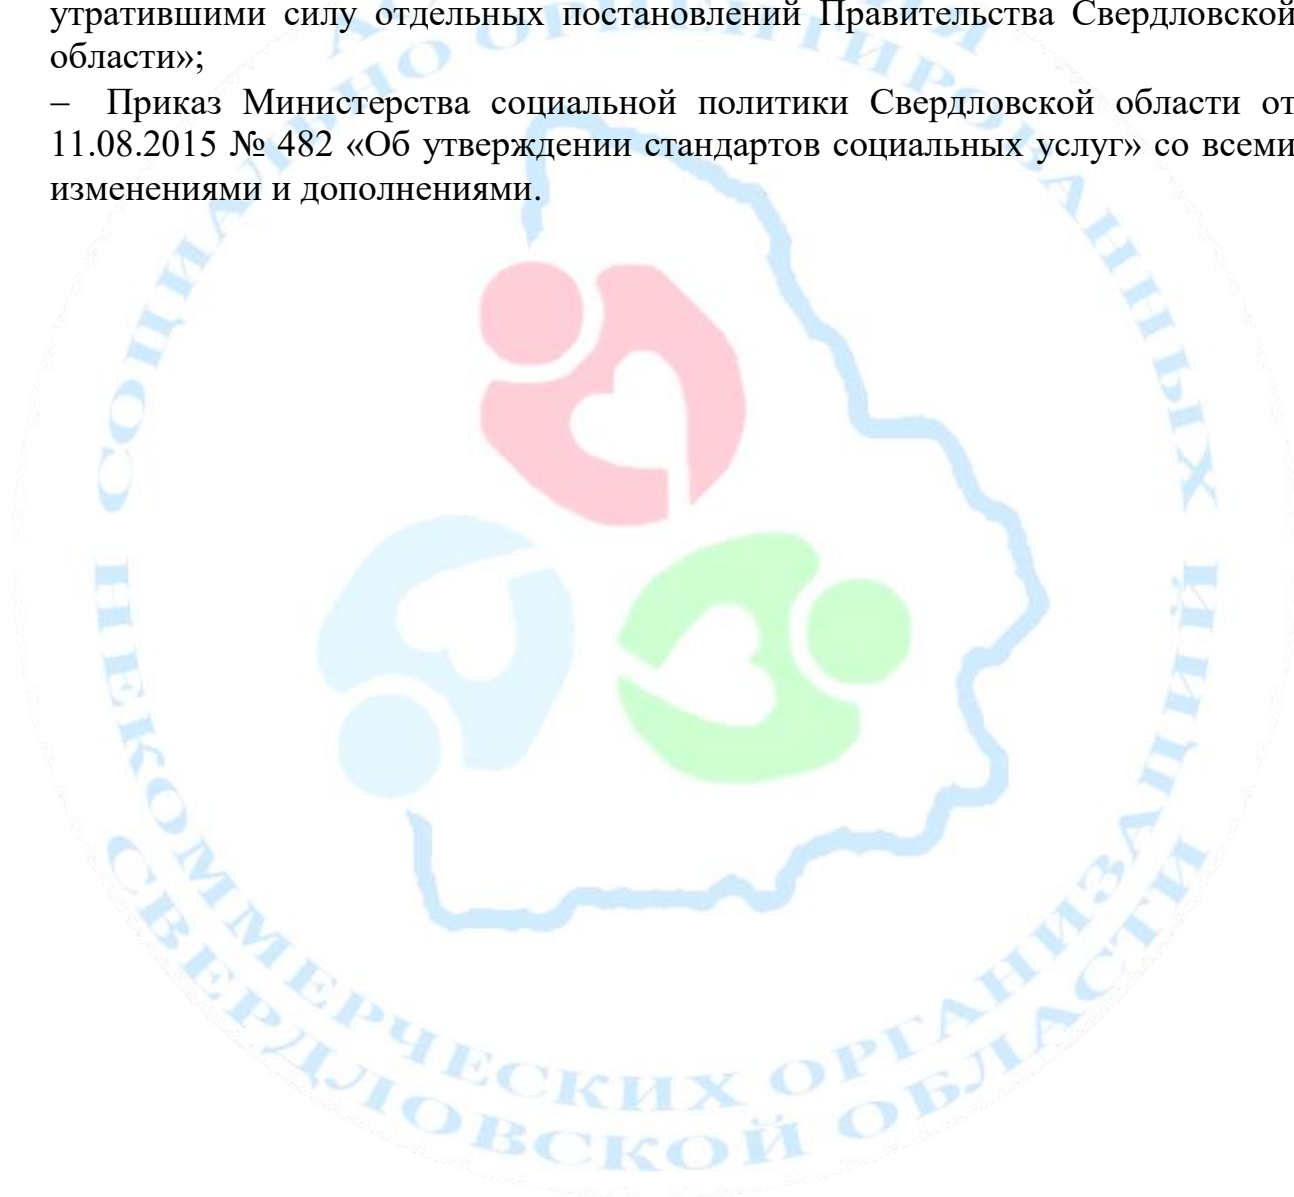 утратившими силу отдельных постановлений Правительства Свердловской
области»;
– Приказ Министерства социальной политики Свердловской области от
11.08.2015 № 482 «Об утверждении стандартов социальных услуг» со всеми
изменениями и дополнениями.
СОЦИАЛЬНО ОРИЕНТИРОВАННЫХ
НЕКОММЕРЧЕСКИХ ОРГАНИЗАЦИЙ
СВЕРДЛОВСКОЙ ОБЛАСТИ